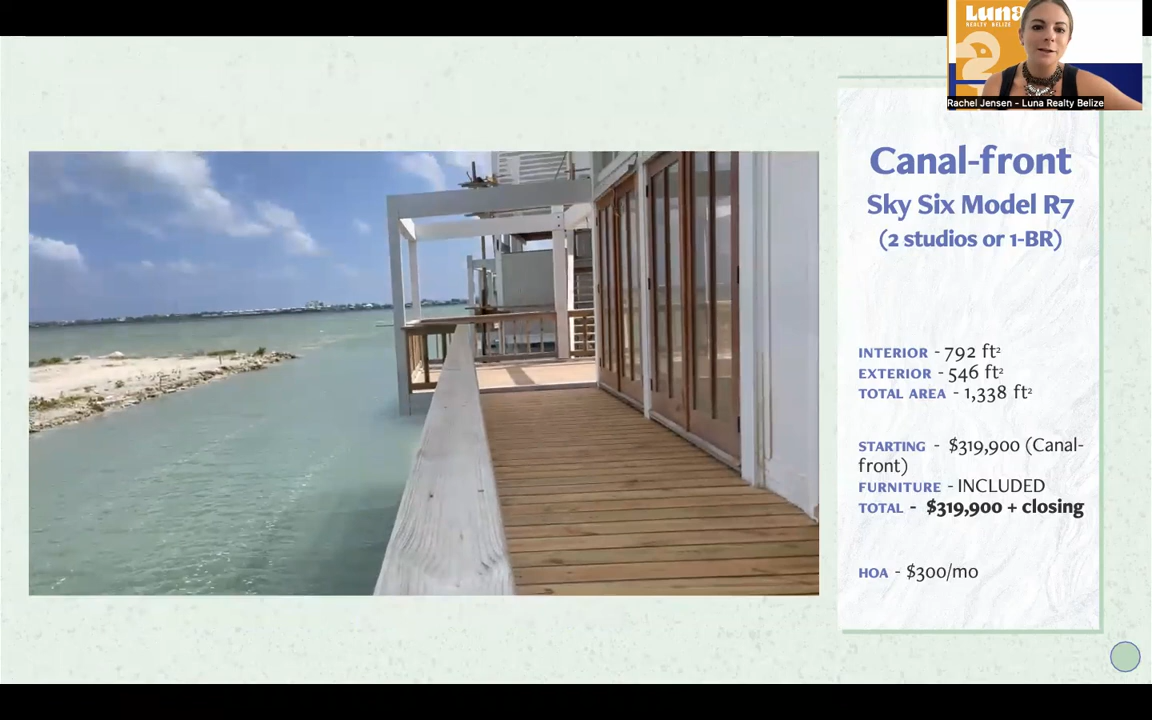 Luna
REALTY BELIZE
Rachel Jensen - Luna Realty Belize
Canal-front
Sky Six Model R7
(2 studios or 1-BR)
INTERIOR - 792 ft²
EXTERIOR - 546 ft²
TOTAL AREA - 1,338 ft²
STARTING - $319,900 (Canal-
front)
FURNITURE - INCLUDED
TOTAL - $319,900 + closing
HOA - $300/mo